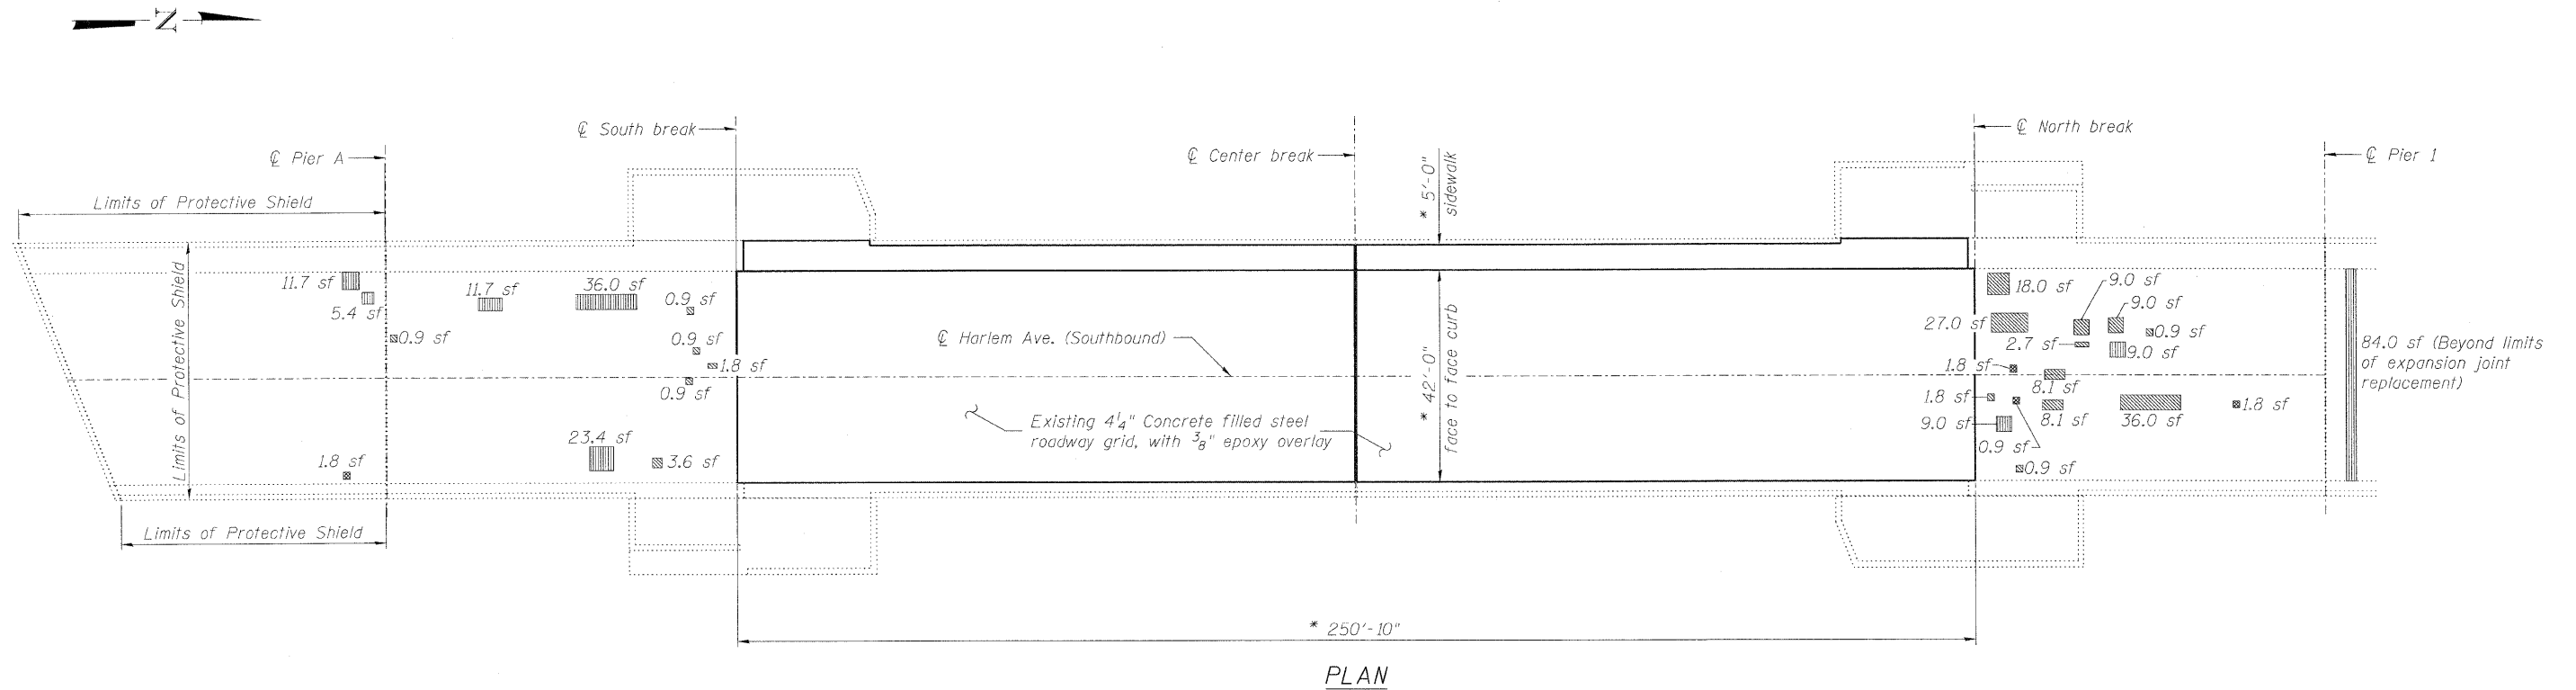 N
℄ South break
℄ North break
℄ Pier A
℄ Center break
℄ Pier 1
* 5'-0"
sidewalk
Limits of Protective Shield
Limits of Protective Shield
11.7 sf
5.4 sf
11.7 sf
36.0 sf
0.9 sf
0.9 sf
0.9 sf
1.8 sf
0.9 sf
23.4 sf
3.6 sf
1.8 sf
Limits of Protective Shield
℄ Harlem Ave. (Southbound)
* 42'-0"
face to face curb
Existing 4¼" Concrete filled steel
roadway grid, with ⅜" epoxy overlay
18.0 sf
9.0 sf
9.0 sf
27.0 sf
0.9 sf
2.7 sf
9.0 sf
1.8 sf
8.1 sf
1.8 sf
8.1 sf
36.0 sf
1.8 sf
9.0 sf
0.9 sf
0.9 sf
84.0 sf (Beyond limits
of expansion joint
replacement)
* 250'-10"
PLAN